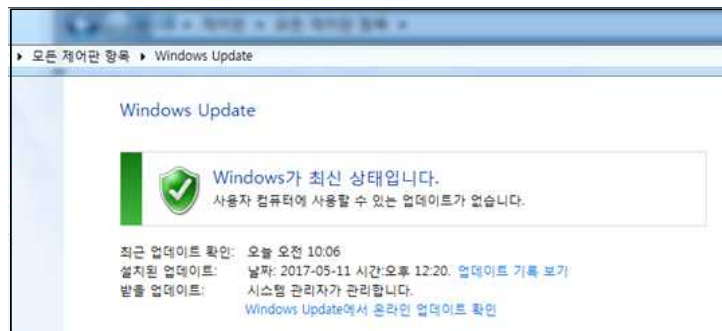 ▸ 모든 제어판 항목 ▸ Windows Update
Windows Update
Windows가 최신 상태입니다.
사용자 컴퓨터에 사용할 수 있는 업데이트가 없습니다.
최근 업데이트 확인: 오늘 오전 10:06
설치된 업데이트: 날짜: 2017-05-11 시간:오후 12:20. 업데이트 기록 보기
받을 업데이트: 시스템 관리자가 관리합니다.
Windows Update에서 온라인 업데이트 확인